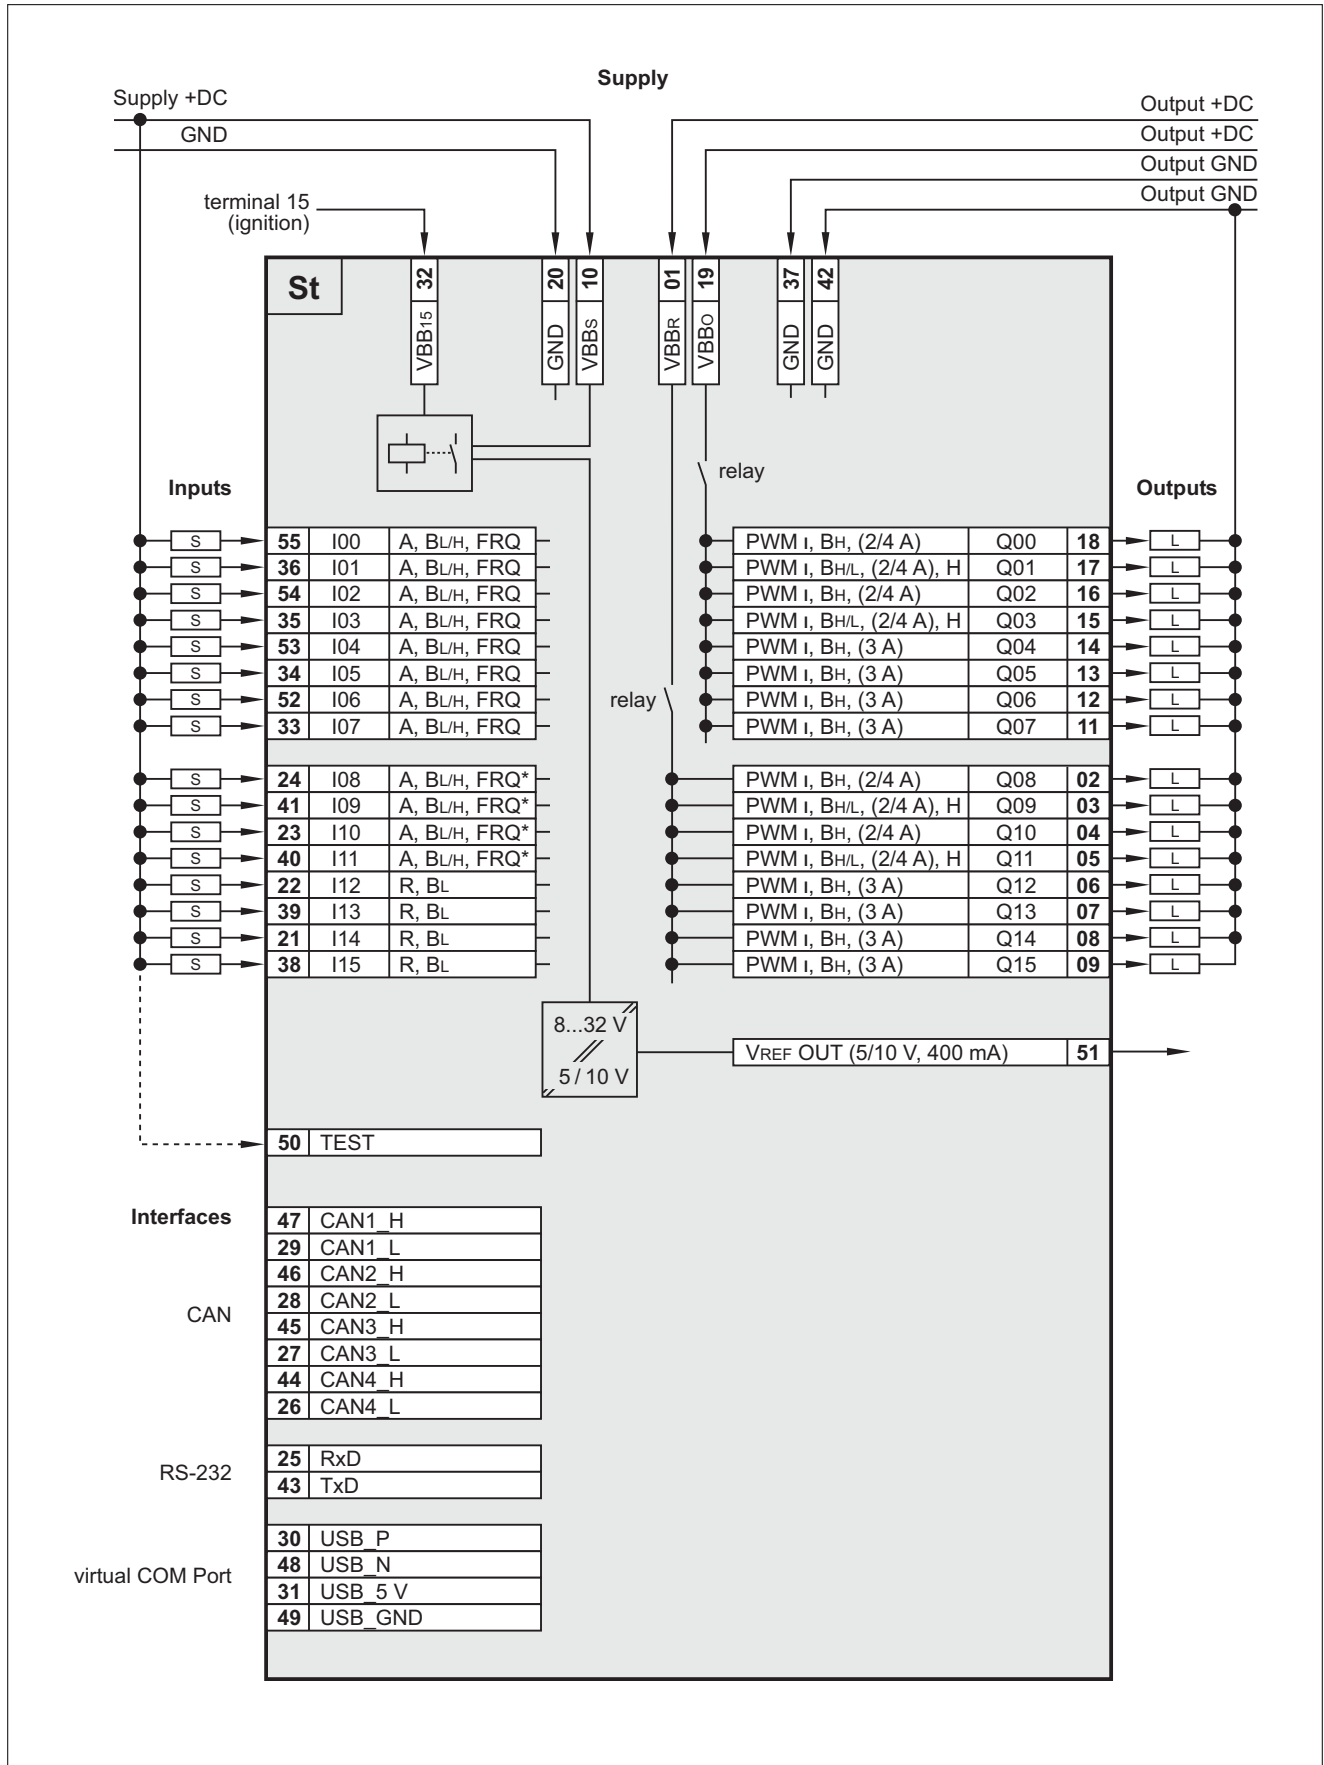 Supply
Supply +DC
GND
Output +DC
Output +DC
Output GND
Output GND
terminal 15
(ignition)
St
32 VBB15
20 GND
10 VBBS
01 VBBR
19 VBBO
37 GND
42 GND
relay
relay
Inputs
Outputs
S 55 I00 A, BL/H, FRQ
S 36 I01 A, BL/H, FRQ
S 54 I02 A, BL/H, FRQ
S 35 I03 A, BL/H, FRQ
S 53 I04 A, BL/H, FRQ
S 34 I05 A, BL/H, FRQ
S 52 I06 A, BL/H, FRQ
S 33 I07 A, BL/H, FRQ
S 24 I08 A, BL/H, FRQ*
S 41 I09 A, BL/H, FRQ*
S 23 I10 A, BL/H, FRQ*
S 40 I11 A, BL/H, FRQ*
S 22 I12 R, BL
S 39 I13 R, BL
S 21 I14 R, BL
S 38 I15 R, BL
PWM I, BH, (2/4 A) Q00 18 L
PWM I, BH/L, (2/4 A), H Q01 17 L
PWM I, BH, (2/4 A) Q02 16 L
PWM I, BH/L, (2/4 A), H Q03 15 L
PWM I, BH, (3 A) Q04 14 L
PWM I, BH, (3 A) Q05 13 L
PWM I, BH, (3 A) Q06 12 L
PWM I, BH, (3 A) Q07 11 L
PWM I, BH, (2/4 A) Q08 02 L
PWM I, BH/L, (2/4 A), H Q09 03 L
PWM I, BH, (2/4 A) Q10 04 L
PWM I, BH/L, (2/4 A), H Q11 05 L
PWM I, BH, (3 A) Q12 06 L
PWM I, BH, (3 A) Q13 07 L
PWM I, BH, (3 A) Q14 08 L
PWM I, BH, (3 A) Q15 09 L
8...32 V
5 / 10 V
VREF OUT (5/10 V, 400 mA) 51
50 TEST
Interfaces
CAN
47 CAN1_H
29 CAN1_L
46 CAN2_H
28 CAN2_L
45 CAN3_H
27 CAN3_L
44 CAN4_H
26 CAN4_L
RS-232
25 RxD
43 TxD
virtual COM Port
30 USB_P
48 USB_N
31 USB_5 V
49 USB_GND